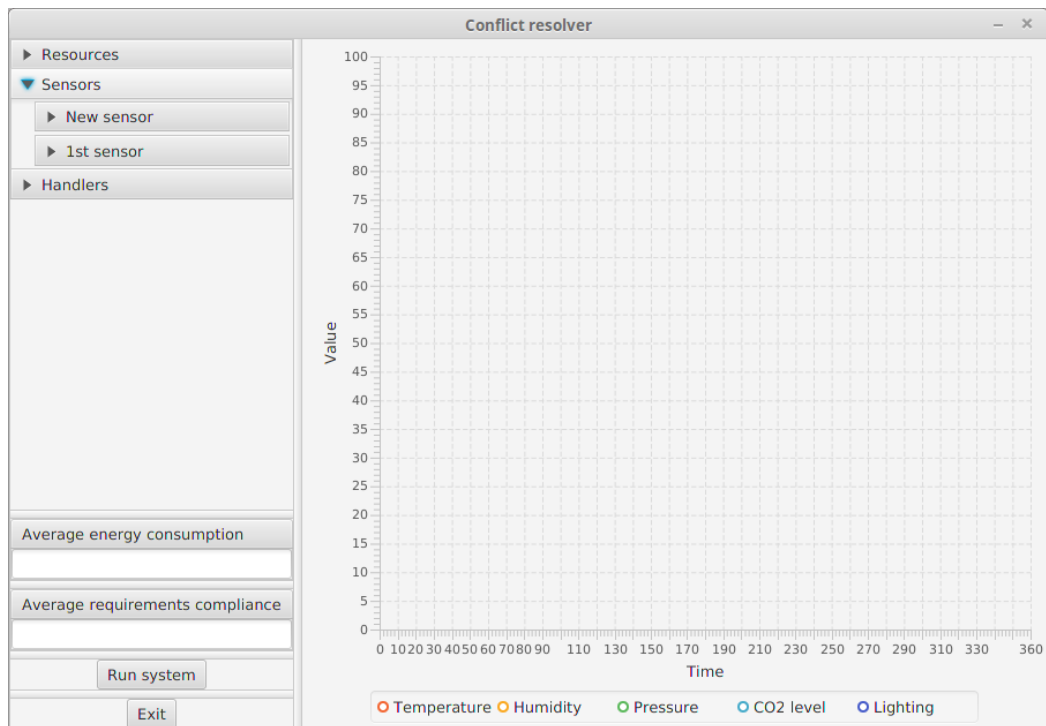 Conflict resolver
Resources
Sensors
New sensor
1st sensor
Handlers
Average energy consumption
Average requirements compliance
Run system
Exit
100
95
90
85
80
75
70
65
60
55
50
45
40
35
30
25
20
15
10
5
0
Value
0 10 20 30 40 50 60 70 80 90 110 130 150 170 190 210 230 250 270 290 310 330 360
Time
Temperature Humidity Pressure CO2 level Lighting